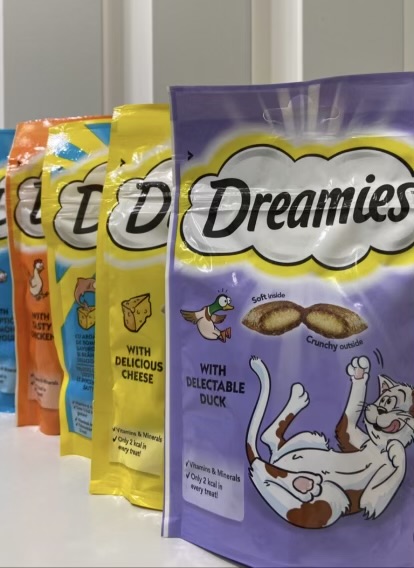 Dreamies
Soft inside
Crunchy outside
WITH
DELECTABLE
DUCK
✓Vitamins & Minerals
✓Only 2 kcal in
every treat!
D
WITH
DELICIOUS
CHEESE
✓Vitamins & Minerals
✓Only 2 kcal in
every treat!
D
WITH
TASTY
CHICKEN